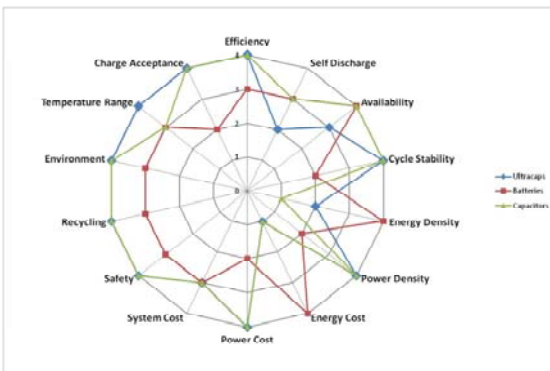 Efficiency
Charge Acceptance
Self Discharge
Temperature Range
Availability
Environment
Cycle Stability
Recycling
Energy Density
Safety
Power Density
System Cost
Energy Cost
Power Cost
4
3
2
1
0
Ultracaps
Batteries
Capacitors